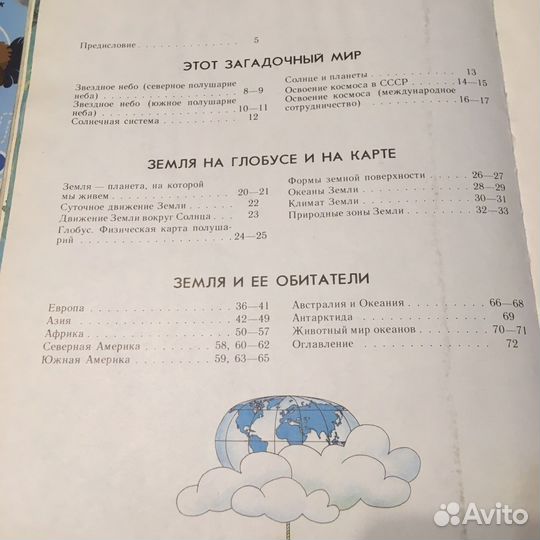 Предисловие . . . . . . . . . . . . . 5
ЭТОТ ЗАГАДОЧНЫЙ МИР
Звездное небо (северное полушарие
неба) . . . . . . . . . . . . . . 8—9
Звездное небо (южное полушарие
неба) . . . . . . . . . . . . . . 10—11
Солнечная система . . . . . . . . . 12
Солнце и планеты . . . . . . . . . . 13
Освоение космоса в СССР . . . . . 14—15
Освоение космоса (международное
сотрудничество) . . . . . . . . . . 16—17
ЗЕМЛЯ НА ГЛОБУСЕ И НА КАРТЕ
Земля — планета, на которой
мы живем . . . . . . . . . . . . 20—21
Суточное движение Земли . . . . . . 22
Движение Земли вокруг Солнца . . . . 23
Глобус. Физическая карта полуша-
рий . . . . . . . . . . . . . . . 24—25
Формы земной поверхности . . . . 26—27
Океаны Земли . . . . . . . . . . . 28—29
Климат Земли . . . . . . . . . . . 30—31
Природные зоны Земли . . . . . . . 32—33
ЗЕМЛЯ И ЕЕ ОБИТАТЕЛИ
Европа . . . . . . . . . . . . . 36—41
Азия . . . . . . . . . . . . . . 42—49
Африка . . . . . . . . . . . . . 50—57
Северная Америка . . . . . . 58, 60—62
Южная Америка . . . . . . . 59, 63—65
Австралия и Океания . . . . . . . . 66—68
Антарктида . . . . . . . . . . . . . 69
Животный мир океанов . . . . . . . 70—71
Оглавление . . . . . . . . . . . . . 72
Avito